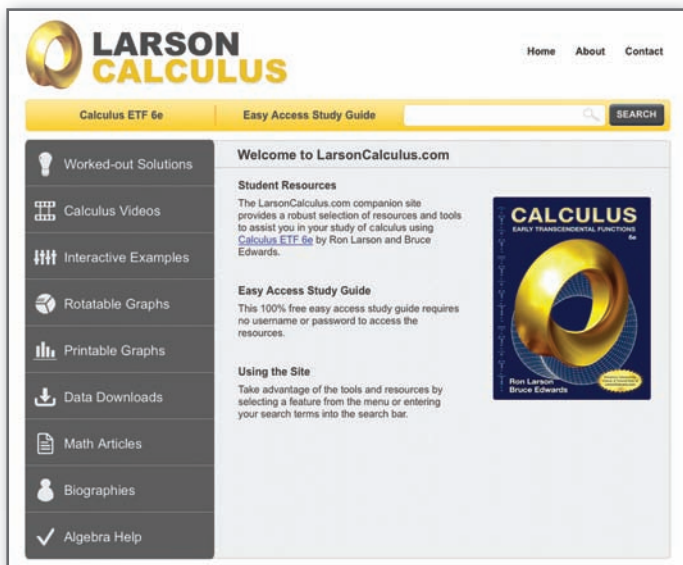 LARSON
CALCULUS
Home About Contact
Calculus ETF 6e Easy Access Study Guide SEARCH
Worked-out Solutions
Calculus Videos
Interactive Examples
Rotatable Graphs
Printable Graphs
Data Downloads
Math Articles
Biographies
Algebra Help
Welcome to LarsonCalculus.com
Student Resources
The LarsonCalculus.com companion site
provides a robust selection of resources and tools
to assist you in your study of calculus using
Calculus ETF 6e by Ron Larson and Bruce
Edwards.
Easy Access Study Guide
This 100% free easy access study guide requires
no username or password to access the
resources.
Using the Site
Take advantage of the tools and resources by
selecting a feature from the menu or entering
your search terms into the search bar.
CALCULUS
EARLY TRANSCENDENTAL FUNCTIONS
6e
Ron Larson
Bruce Edwards